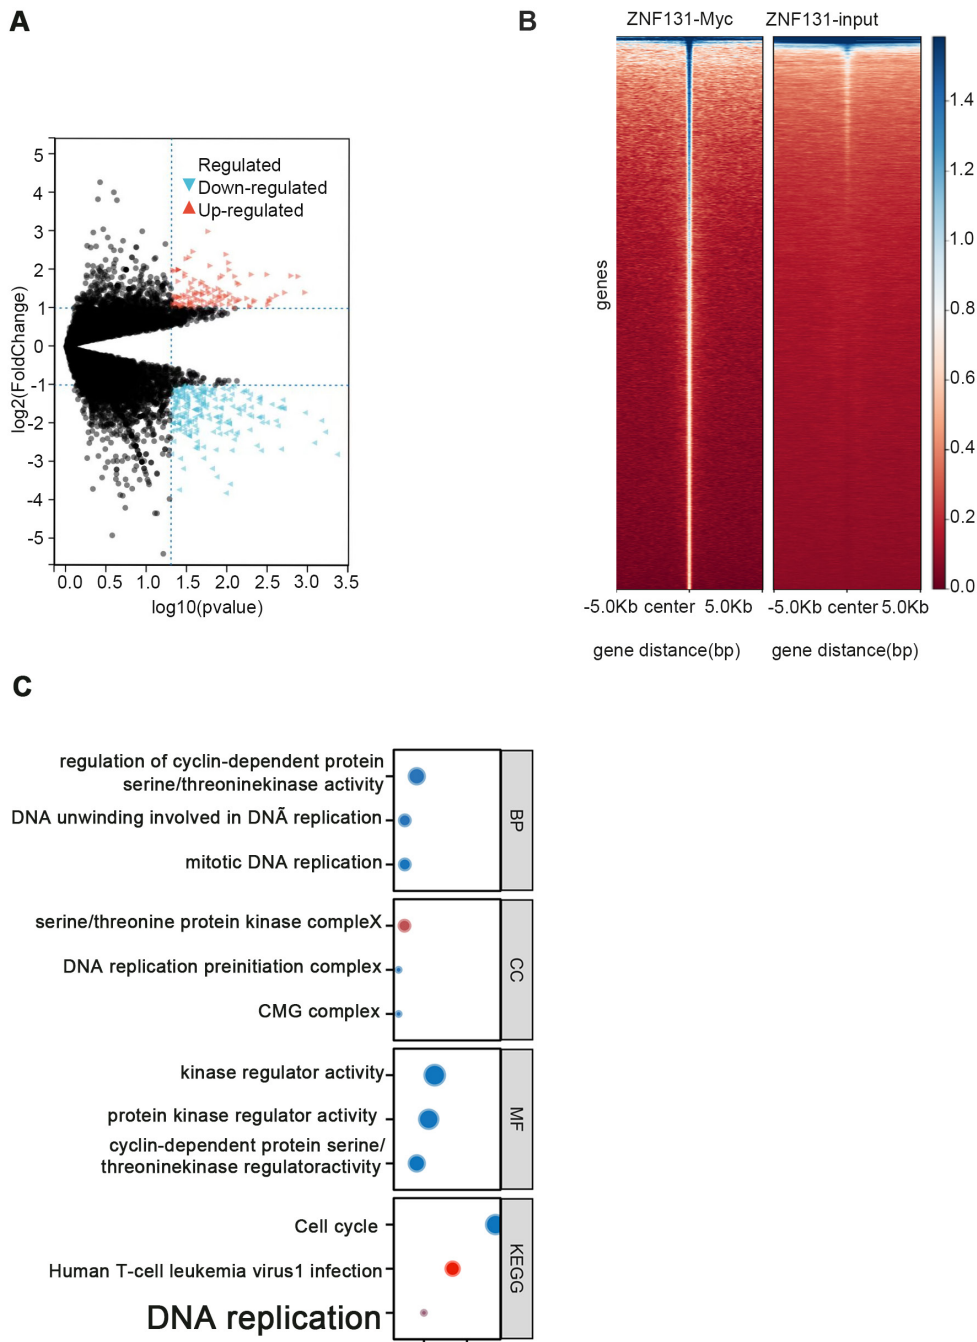 A
5
4
3
2
1
0
-1
-2
-3
-4
-5
log2(FoldChange)
Regulated
Down-regulated
Up-regulated
0.0 0.5 1.0 1.5 2.0 2.5 3.0 3.5
log10(pvalue)
B
ZNF131-Myc ZNF131-input
genes
1.4
1.2
1.0
0.8
0.6
0.4
0.2
0.0
-5.0Kb center 5.0Kb -5.0Kb center 5.0Kb
gene distance(bp) gene distance(bp)
C
regulation of cyclin-dependent protein
serine/threoninekinase activity
DNA unwinding involved in DNÃ replication
mitotic DNA replication
BP
serine/threonine protein kinase compleX
DNA replication preinitiation complex
CMG complex
CC
kinase regulator activity
protein kinase regulator activity
cyclin-dependent protein serine/
threoninekinase regulatoractivity
MF
Cell cycle
Human T-cell leukemia virus1 infection
DNA replication
KEGG